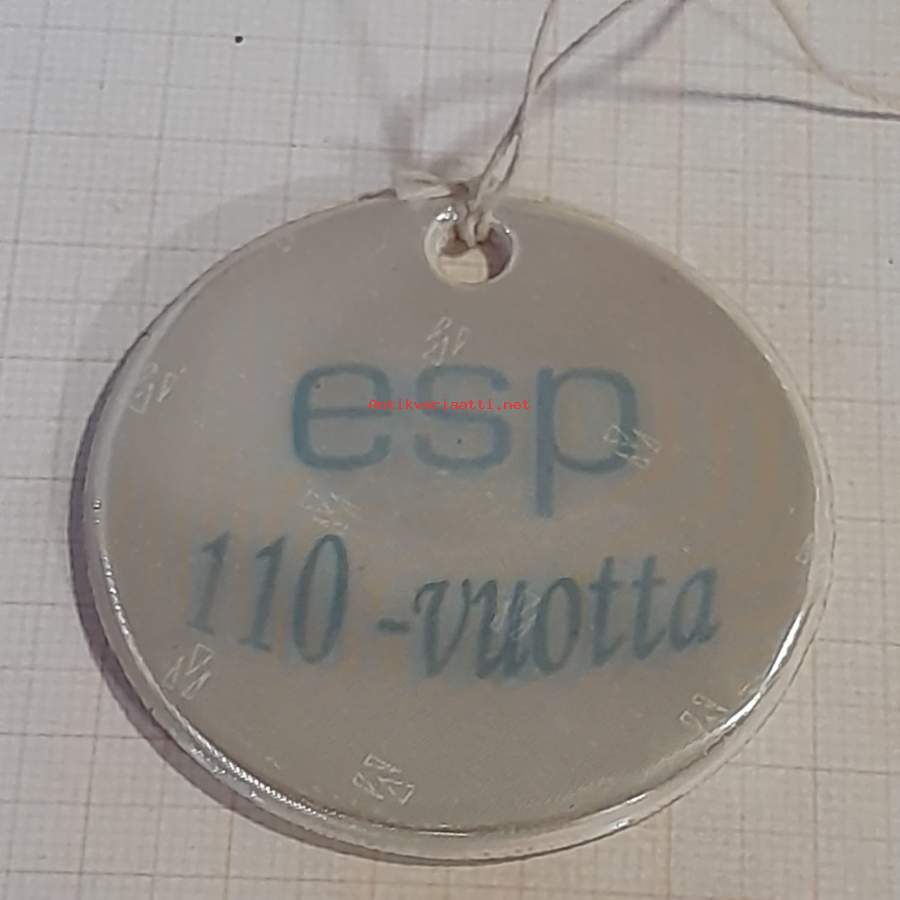 esp
Antikvariaatti.net
110 -vuotta